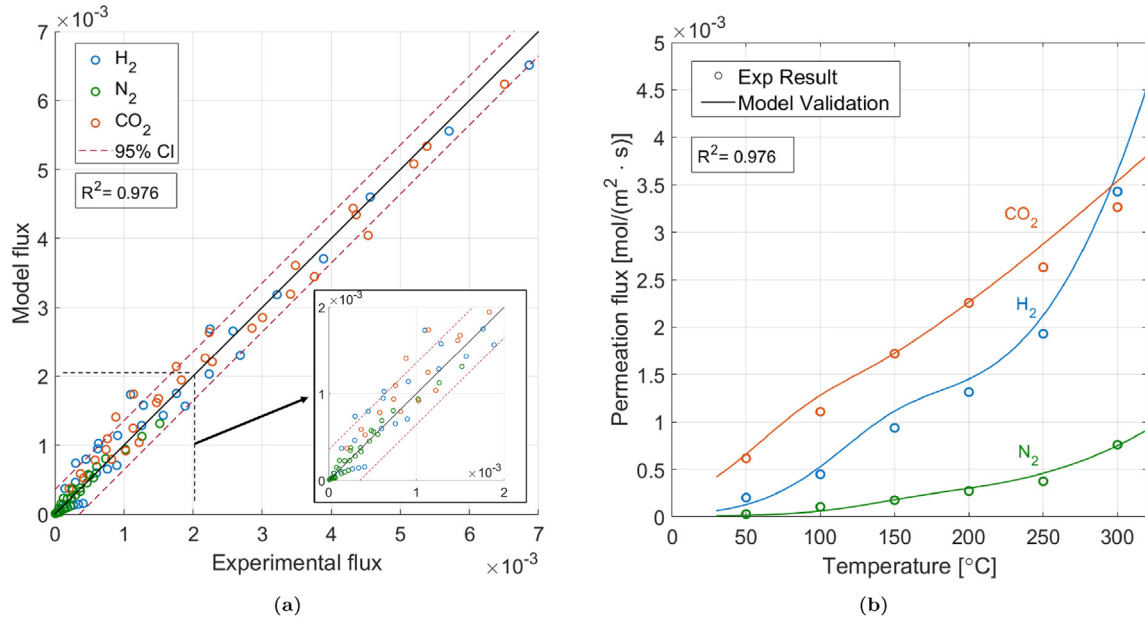 ×10⁻³
7
6
5
4
3
2
1
0
0
1
2
3
4
5
6
7
×10⁻³
Model flux
Experimental flux
H₂
N₂
CO₂
95% CI
R²= 0.976
×10⁻³
2
1
0
0
1
2
×10⁻³
(a)
×10⁻³
5
4.5
4
3.5
3
2.5
2
1.5
1
0.5
0
0
50
100
150
200
250
300
Permeation flux [mol/(m² · s)]
Temperature [°C]
Exp Result
Model Validation
R²= 0.976
CO₂
H₂
N₂
(b)